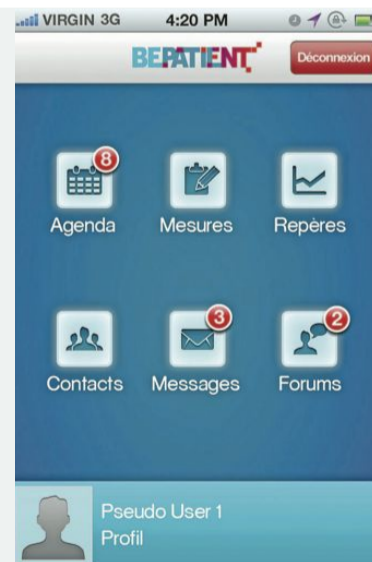 VIRGIN 3G 4:20 PM
BEPATIENT Déconnexion
8
Agenda Mesures Repères
3 2
Contacts Messages Forums
Pseudo User 1
Profil